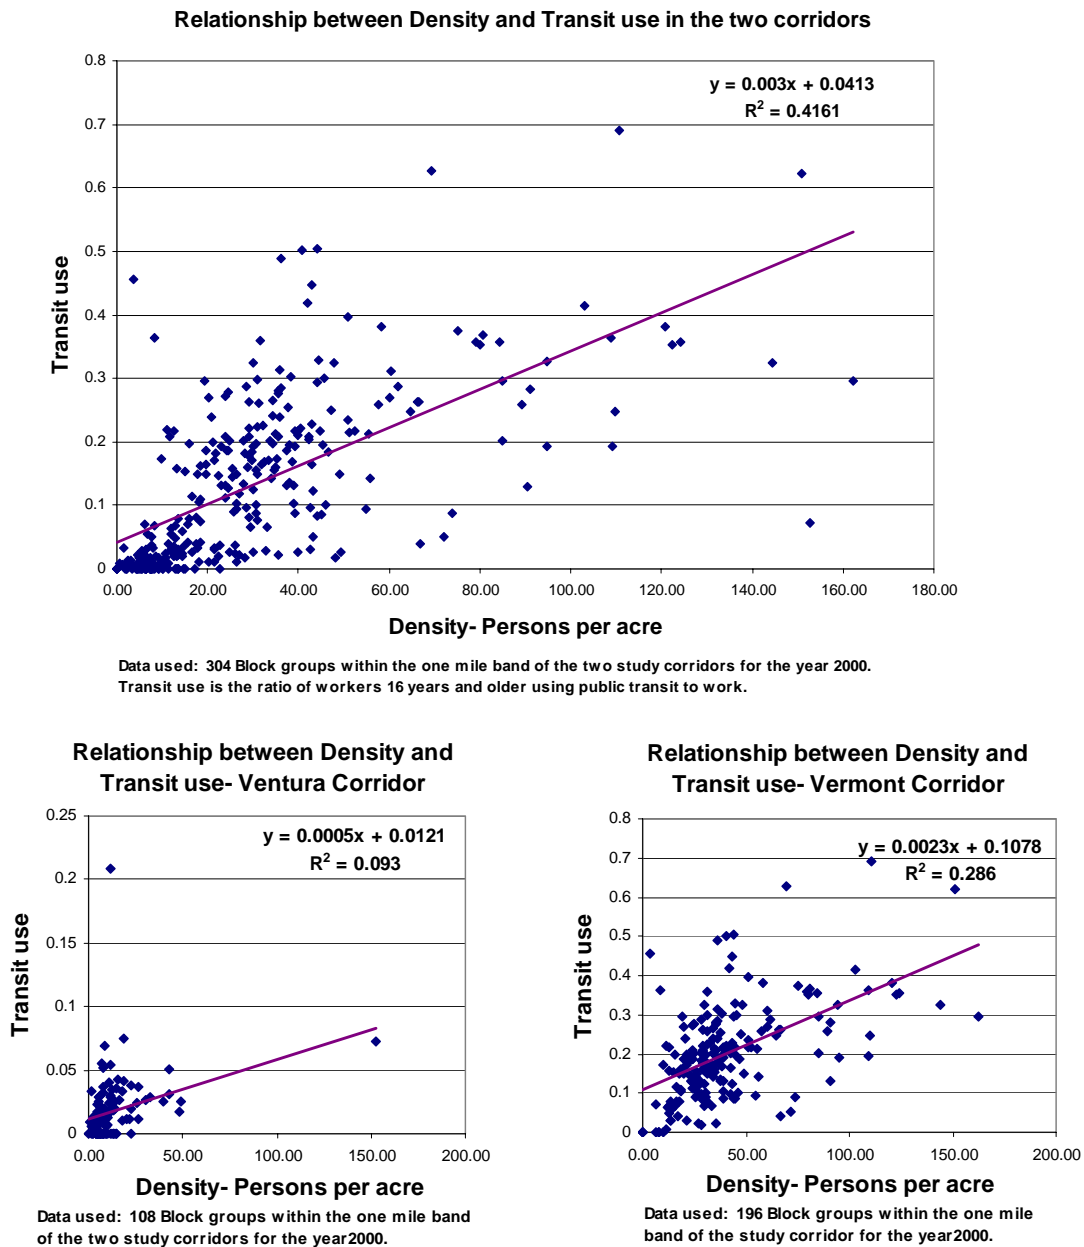 Relationship between Density and Transit use in the two corridors
y = 0.003x + 0.0413
R² = 0.4161
0.8
0.7
0.6
0.5
0.4
0.3
0.2
0.1
0
Transit use
0.00 20.00 40.00 60.00 80.00 100.00 120.00 140.00 160.00 180.00
Density- Persons per acre
Data used: 304 Block groups within the one mile band of the two study corridors for the year 2000.
Transit use is the ratio of workers 16 years and older using public transit to work.
Relationship between Density and
Transit use- Ventura Corridor
y = 0.0005x + 0.0121
R² = 0.093
0.25
0.2
0.15
0.1
0.05
0
Transit use
0.00 50.00 100.00 150.00 200.00
Density- Persons per acre
Data used: 108 Block groups within the one mile band
of the two study corridors for the year2000.
Relationship between Density and
Transit use- Vermont Corridor
y = 0.0023x + 0.1078
R² = 0.286
0.8
0.7
0.6
0.5
0.4
0.3
0.2
0.1
0
Transit use
0.00 50.00 100.00 150.00 200.00
Density- Persons per acre
Data used: 196 Block groups within the one mile
band of the study corridor for the year2000.